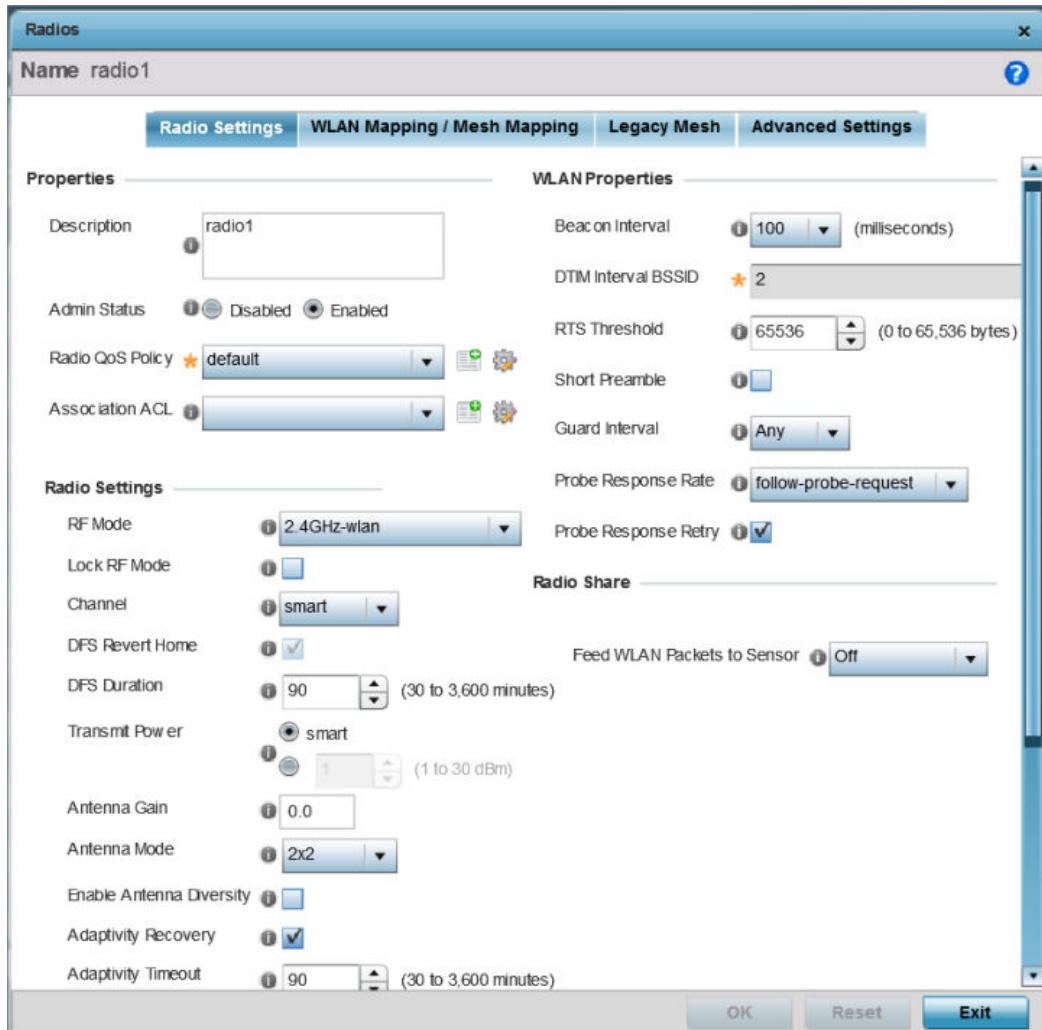 Radios
Name radio1
Radio Settings WLAN Mapping / Mesh Mapping Legacy Mesh Advanced Settings
Properties
Description radio1
Admin Status Disabled Enabled
Radio QoS Policy * default
Association ACL
Radio Settings
RF Mode 2.4GHz-wlan
Lock RF Mode
Channel smart
DFS Revert Home
DFS Duration 90 (30 to 3,600 minutes)
Transmit Power smart
1 (1 to 30 dBm)
Antenna Gain 0.0
Antenna Mode 2x2
Enable Antenna Diversity
Adaptivity Recovery
Adaptivity Timeout 90 (30 to 3,600 minutes)
WLAN Properties
Beacon Interval 100 (milliseconds)
DTIM Interval BSSID * 2
RTS Threshold 65536 (0 to 65,536 bytes)
Short Preamble
Guard Interval Any
Probe Response Rate follow-probe-request
Probe Response Retry
Radio Share
Feed WLAN Packets to Sensor Off
OK Reset Exit